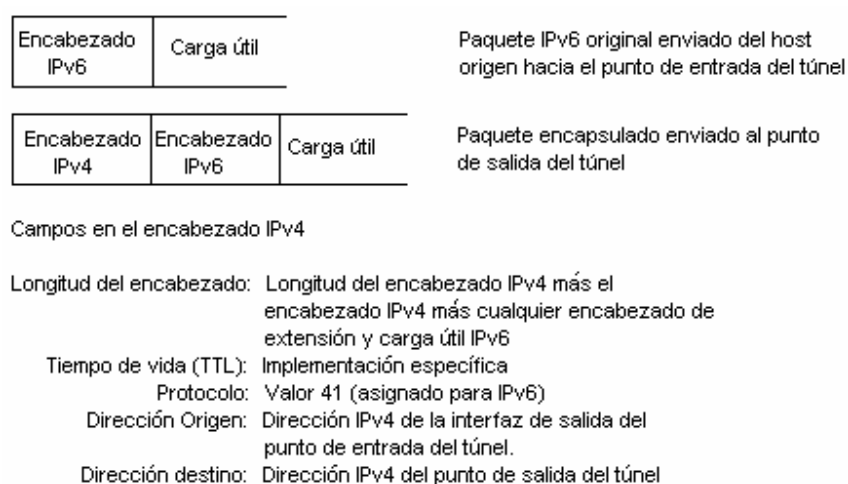 Encabezado
IPv6
Carga útil
Paquete IPv6 original enviado del host
origen hacia el punto de entrada del túnel
Encabezado
IPv4
Encabezado
IPv6
Carga útil
Paquete encapsulado enviado al punto
de salida del túnel
Campos en el encabezado IPv4
Longitud del encabezado: Longitud del encabezado IPv4 más el
encabezado IPv4 más cualquier encabezado de
extensión y carga útil IPv6
Tiempo de vida (TTL): Implementación específica
Protocolo: Valor 41 (asignado para IPv6)
Dirección Origen: Dirección IPv4 de la interfaz de salida del
punto de entrada del túnel.
Dirección destino: Dirección IPv4 del punto de salida del túnel